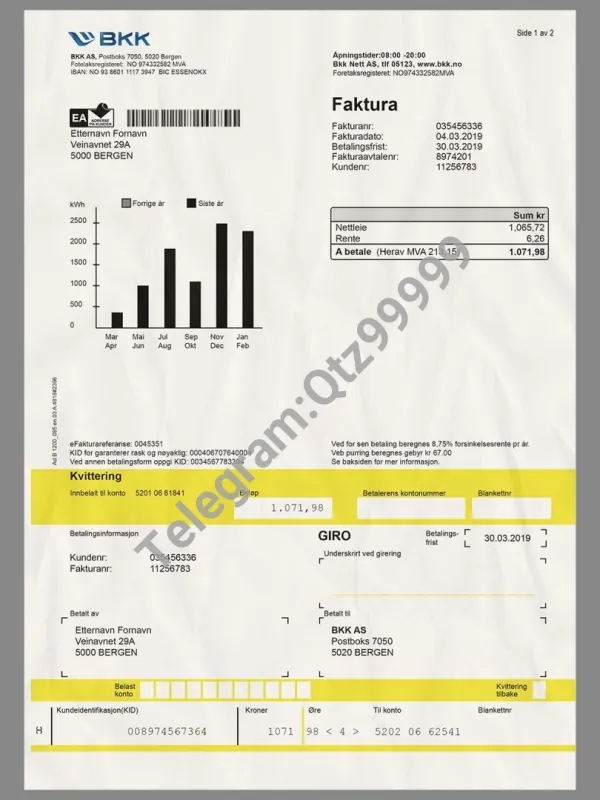 BKK
Side 1 av 2
BKK AS, Postboks 7050, 5020 Bergen
Foretaksregisteret: NO 974332582 MVA
IBAN: NO 93 8601 1117 3947 BIC ESSENOKX
Apningstider:08:00 -20:00
Bkk Nett AS, tlf 05123, www.bkk.no
Foretaksregisteret: NO974332582MVA
EA
Etternavn Fornavn
Veinavnet 29A
5000 BERGEN
Faktura
Fakturanr: 035456336
Fakturadato: 04.03.2019
Betalingsfrist: 30.03.2019
Fakturaavtalenr: 8974201
Kundenr: 11256783
kWh
Forrige år
Siste år
2500
2000
1500
1000
500
0
Mar Apr
Mai Jun
Jul Aug
Sep Okt
Nov Dec
Jan Feb
Sum kr
Nettleie 1,065,72
Rente 6,26
A betale (Herav MVA 213,15) 1.071,98
Telegram:Qtz99999
eFakturareferanse: 0045351
KID for garanterer rask og nøyaktig:
Ved annen betalingsform oppgi KID:
Ved for sen betaling beregnes 8,75% forsinkelsesrente pr år.
Veb purring beregnes gebyr kr 67.00
Se baksiden for mer informasjon.
Kvittering
Innbelalt til konto 5201 06 61841
Beløp
1.071,98
Betalerens kontonummer
Blankettnr
Betalingsinformasjon
GIRO
Betalings-
frist
30.03.2019
Underskrirt ved girering
Kundenr: 035456336
Fakturanr: 11256783
Betalt av
Etternavn Fornavn
Veinavnet 29A
5000 BERGEN
Betalt til
BKK AS
Postboks 7050
5020 BERGEN
Belast
konto
Kvittering
tilbake
Kundeidentifikasjon(KID)
Kroner
Øre
Til konto
Blankettnr
H 008974567364 1071 98 < 4 > 5202 06 62541